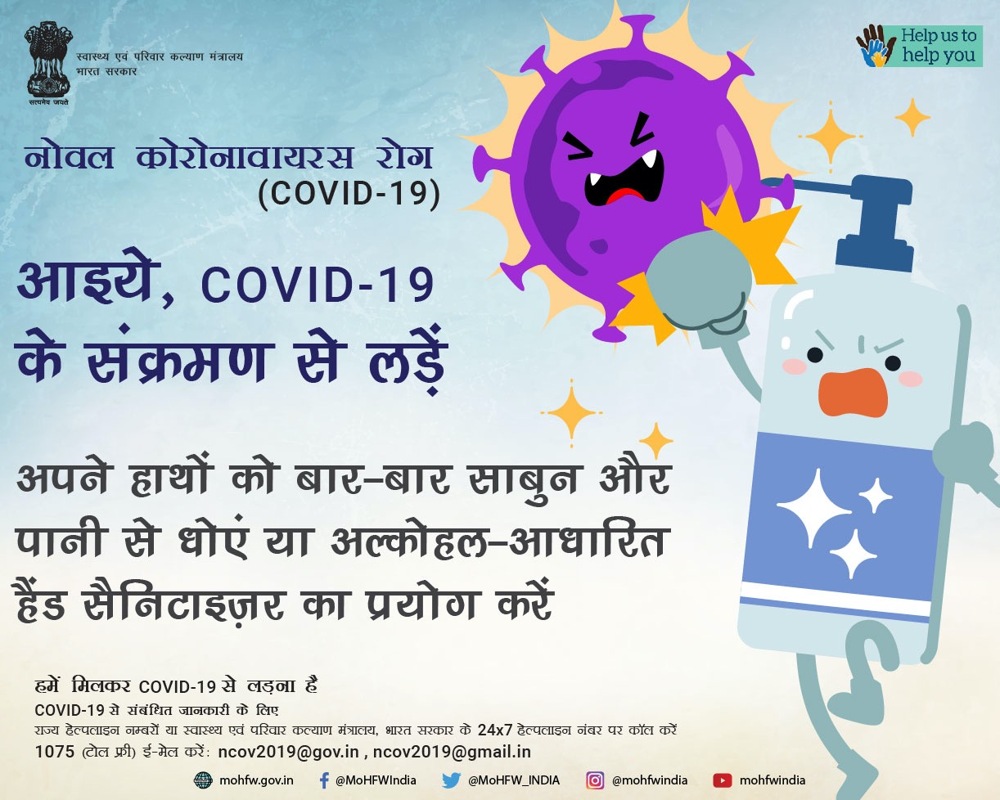 स्वास्थ्य एवं परिवार कल्याण मंत्रालय
भारत सरकार
सत्यमेव जयते
Help us to
help you
नोवल कोरोनावायरस रोग
(COVID-19)
आइये, COVID-19
के संक्रमण से लड़ें
अपने हाथों को बार-बार साबुन और
पानी से धोएं या अल्कोहल-आधारित
हैंड सैनिटाइज़र का प्रयोग करें
हमें मिलकर COVID-19 से लड़ना है
COVID-19 से संबंधित जानकारी के लिए
राज्य हेल्पलाइन नम्बरों या स्वास्थ्य एवं परिवार कल्याण मंत्रालय, भारत सरकार के 24x7 हेल्पलाइन नंबर पर कॉल करें
1075 (टोल फ्री) ई-मेल करें: ncov2019@gov.in , ncov2019@gmail.in
mohfw.gov.in @MoHFWIndia @MoHFW_INDIA @mohfwindia mohfwindia